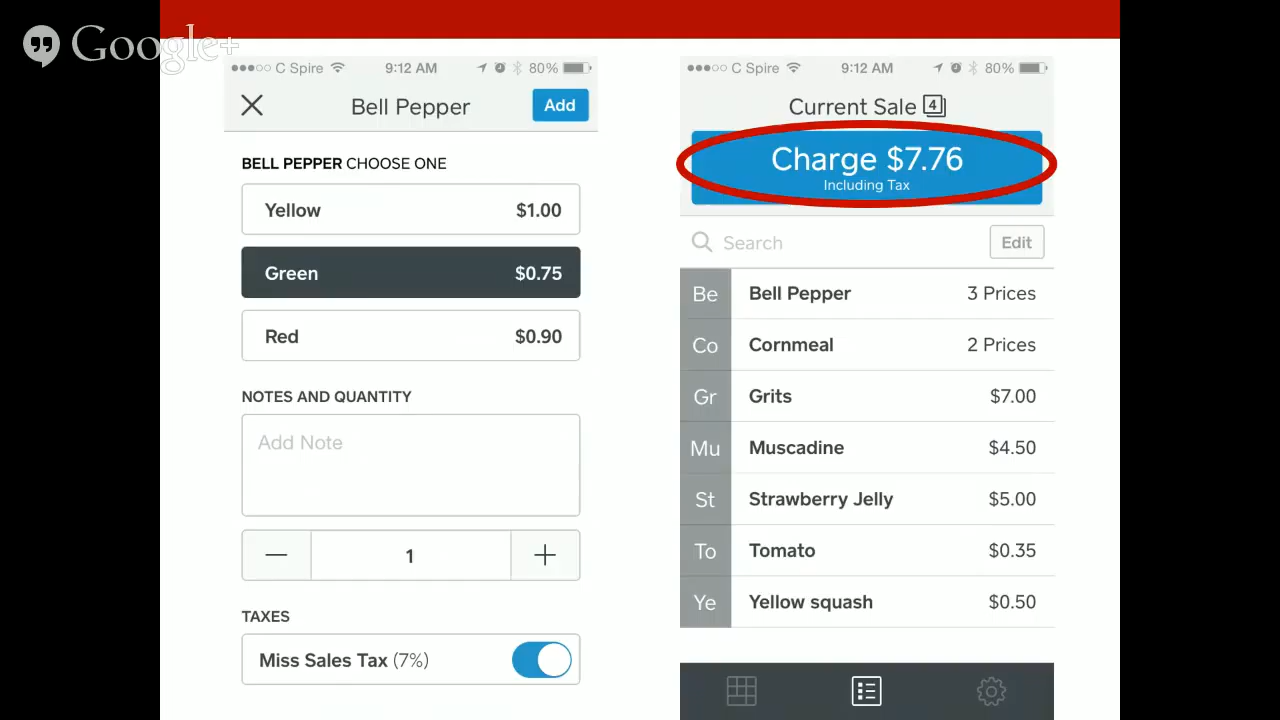 Google+
C Spire 9:12 AM 80%
Bell Pepper Add
BELL PEPPER CHOOSE ONE
Yellow $1.00
Green $0.75
Red $0.90
NOTES AND QUANTITY
Add Note
1
TAXES
Miss Sales Tax (7%)
C Spire 9:12 AM 80%
Current Sale 4
Charge $7.76
Including Tax
Search Edit
Be Bell Pepper 3 Prices
Co Cornmeal 2 Prices
Gr Grits $7.00
Mu Muscadine $4.50
St Strawberry Jelly $5.00
To Tomato $0.35
Ye Yellow squash $0.50